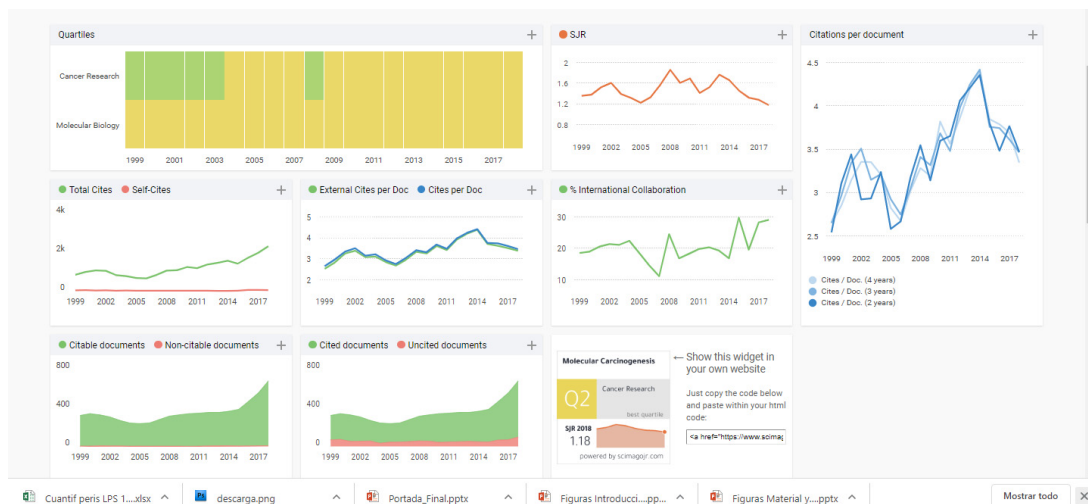 Quartiles
+
Cancer Research
Molecular Biology
1999 2001 2003 2005 2007 2009 2011 2013 2015 2017
SJR
+
2
1.6
1.2
0.8
1999 2002 2005 2008 2011 2014 2017
Citations per document
+
4.5
4
3.5
3
2.5
1999 2002 2005 2008 2011 2014 2017
Cites / Doc. (4 years)
Cites / Doc. (3 years)
Cites / Doc. (2 years)
Total Cites Self-Cites
+
4k
2k
0
1999 2002 2005 2008 2011 2014 2017
External Cites per Doc Cites per Doc
+
5
4
3
2
1999 2002 2005 2008 2011 2014 2017
% International Collaboration
+
30
20
10
1999 2002 2005 2008 2011 2014 2017
Citable documents Non-citable documents
+
800
400
0
1999 2002 2005 2008 2011 2014 2017
Cited documents Uncited documents
+
800
400
0
1999 2002 2005 2008 2011 2014 2017
Molecular Carcinogenesis
Q2
Cancer Research
best quartile
SJR 2018
1.18
powered by scimagojr.com
← Show this widget in
your own website
Just copy the code below
and paste within your html
code:
<a href="https://www.scimag
Cuantif peris LPS 1....xlsx
descarga.png
Portada_Final.pptx
Figuras Introducci....pp...
Figuras Material y....pptx
Mostrar todo